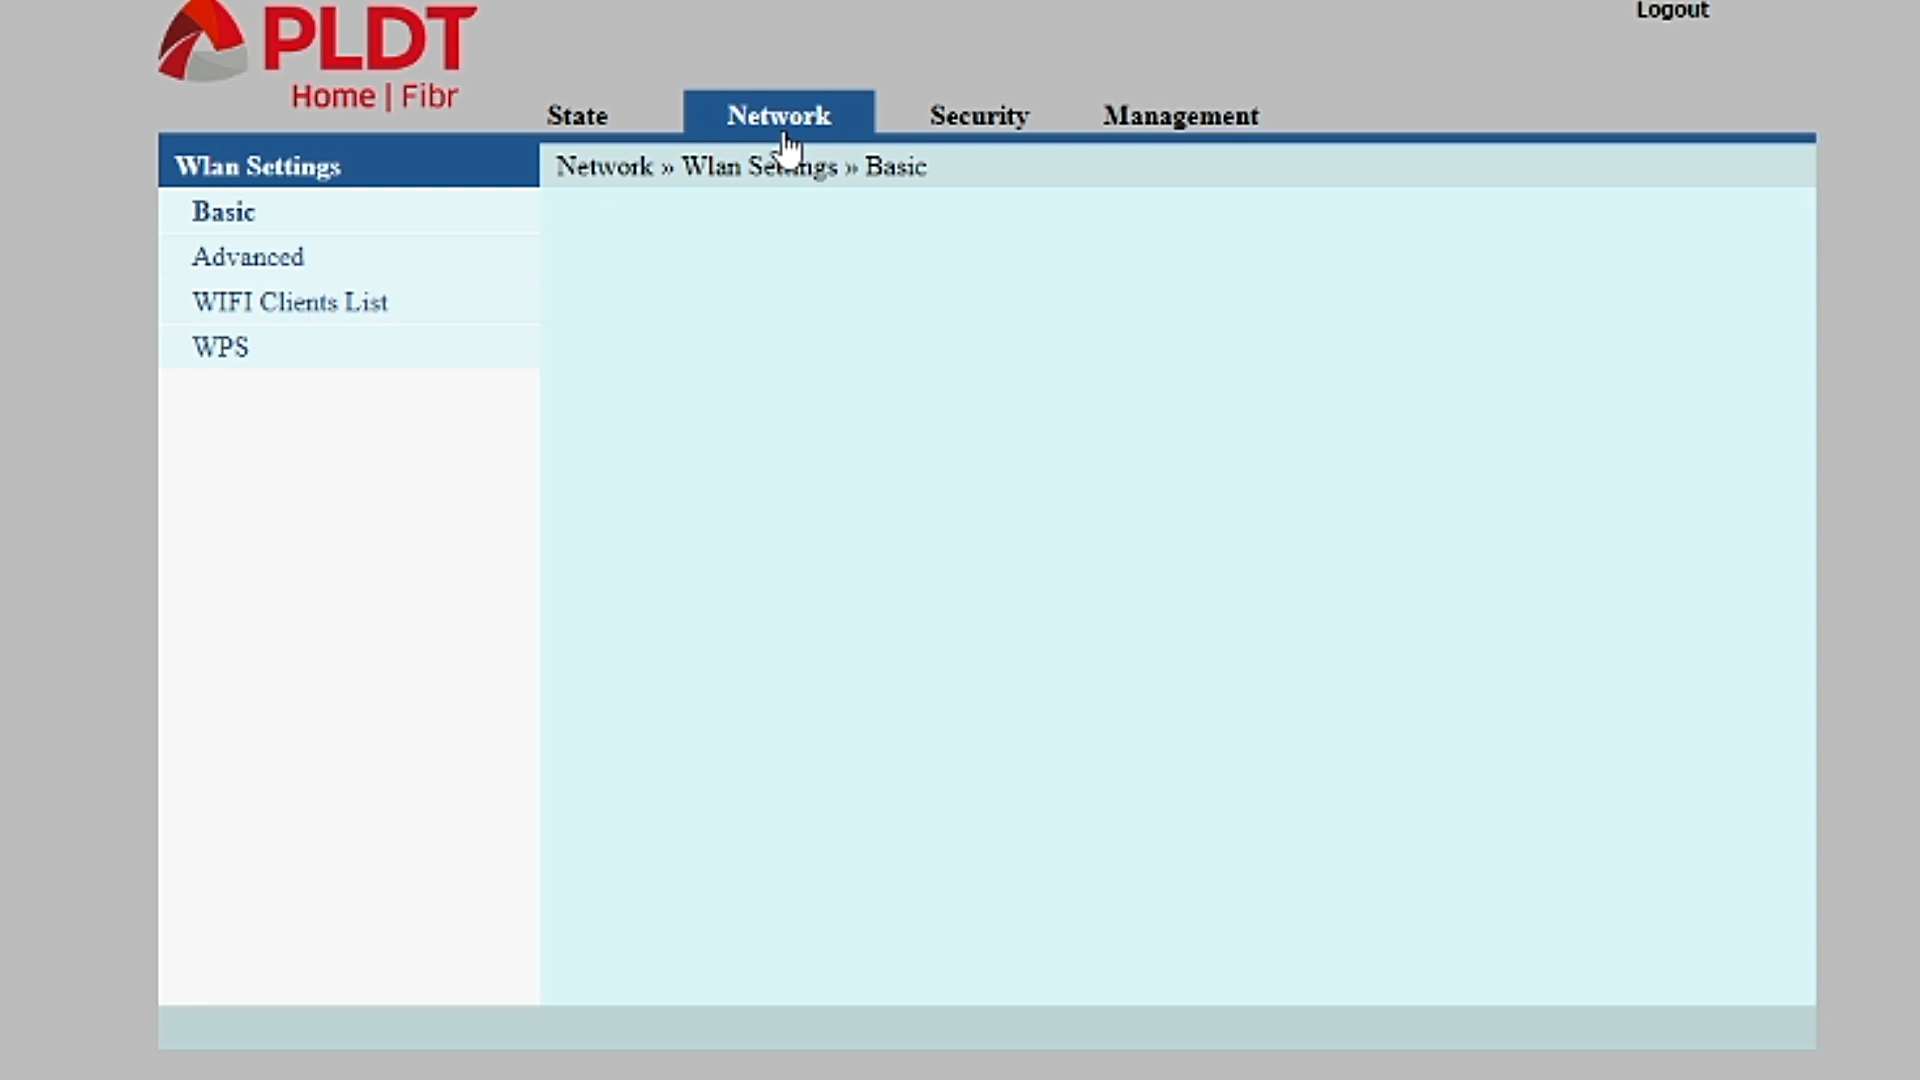 Logout
PLDT
Home | Fibr
State Network Security Management
Wlan Settings
Network » Wlan Settings » Basic
Basic
Advanced
WIFI Clients List
WPS